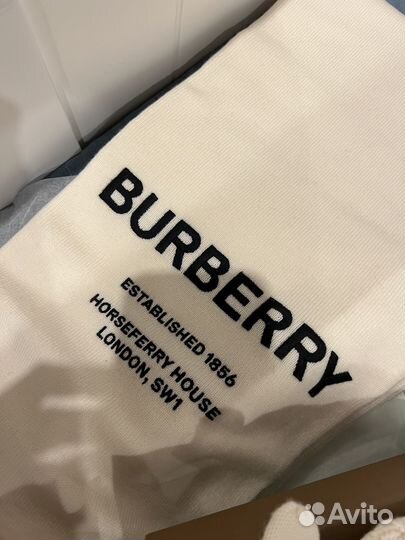 BURBERRY
ESTABLISHED 1856
HORSEFERRY HOUSE
LONDON, SW1
Avito